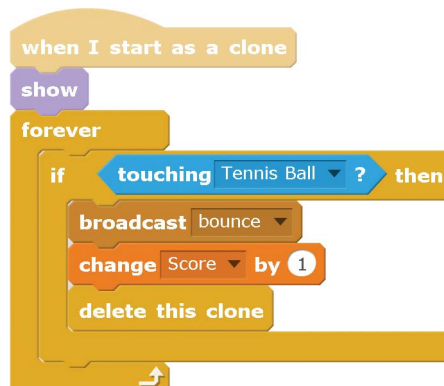 when I start as a clone
show
forever
if touching Tennis Ball ? then
broadcast bounce
change Score by 1
delete this clone